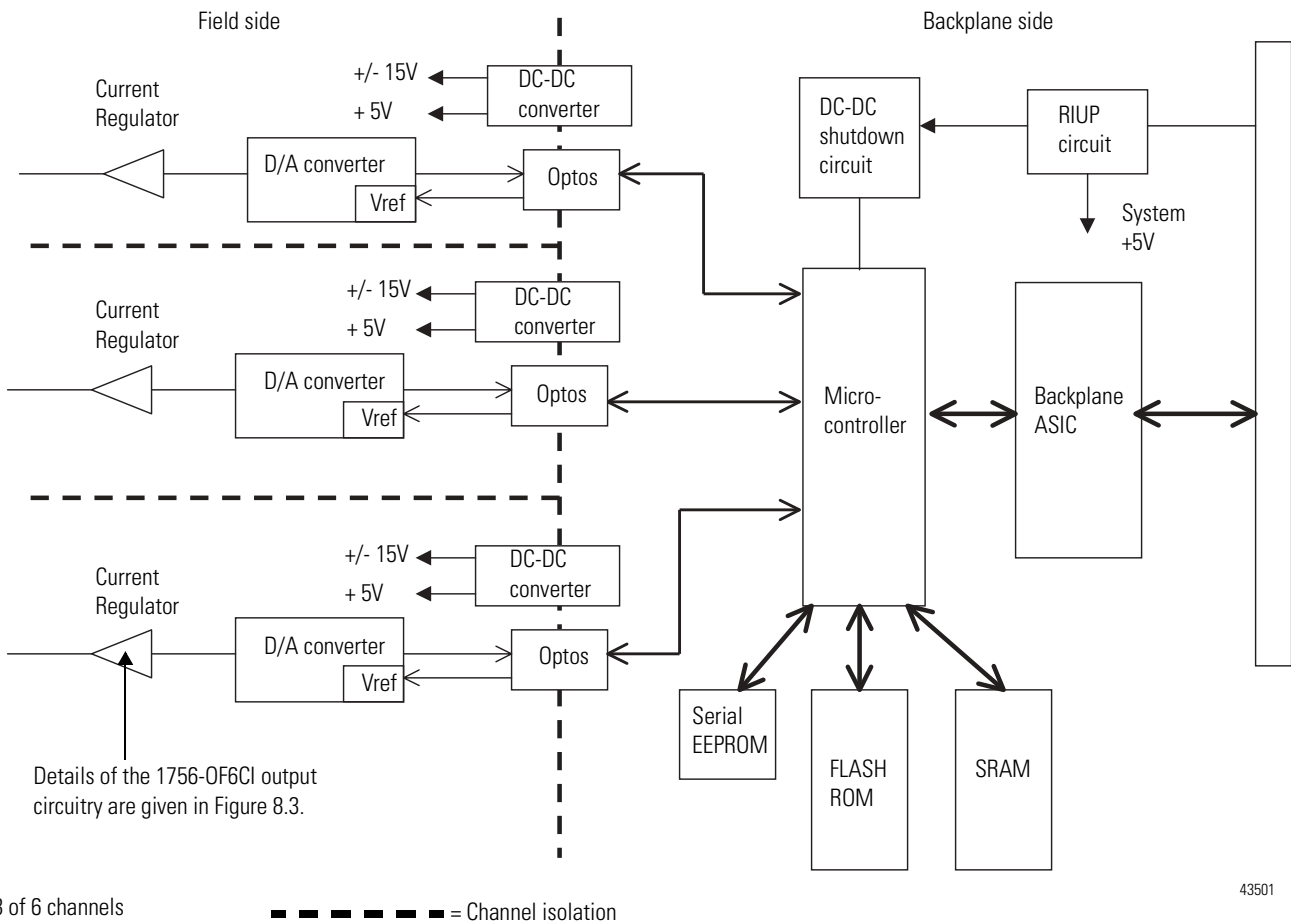 Field side
Backplane side
+/- 15V
+ 5V
DC-DC
converter
Current
Regulator
D/A converter
Vref
Optos
DC-DC
shutdown
circuit
RIUP
circuit
System
+5V
+/- 15V
+ 5V
DC-DC
converter
Current
Regulator
D/A converter
Vref
Optos
Micro-
controller
Backplane
ASIC
+/- 15V
+ 5V
DC-DC
converter
Current
Regulator
D/A converter
Vref
Optos
Serial
EEPROM
FLASH
ROM
SRAM
Details of the 1756-OF6CI output
circuitry are given in Figure 8.3.
43501
of 6 channels
= Channel isolation